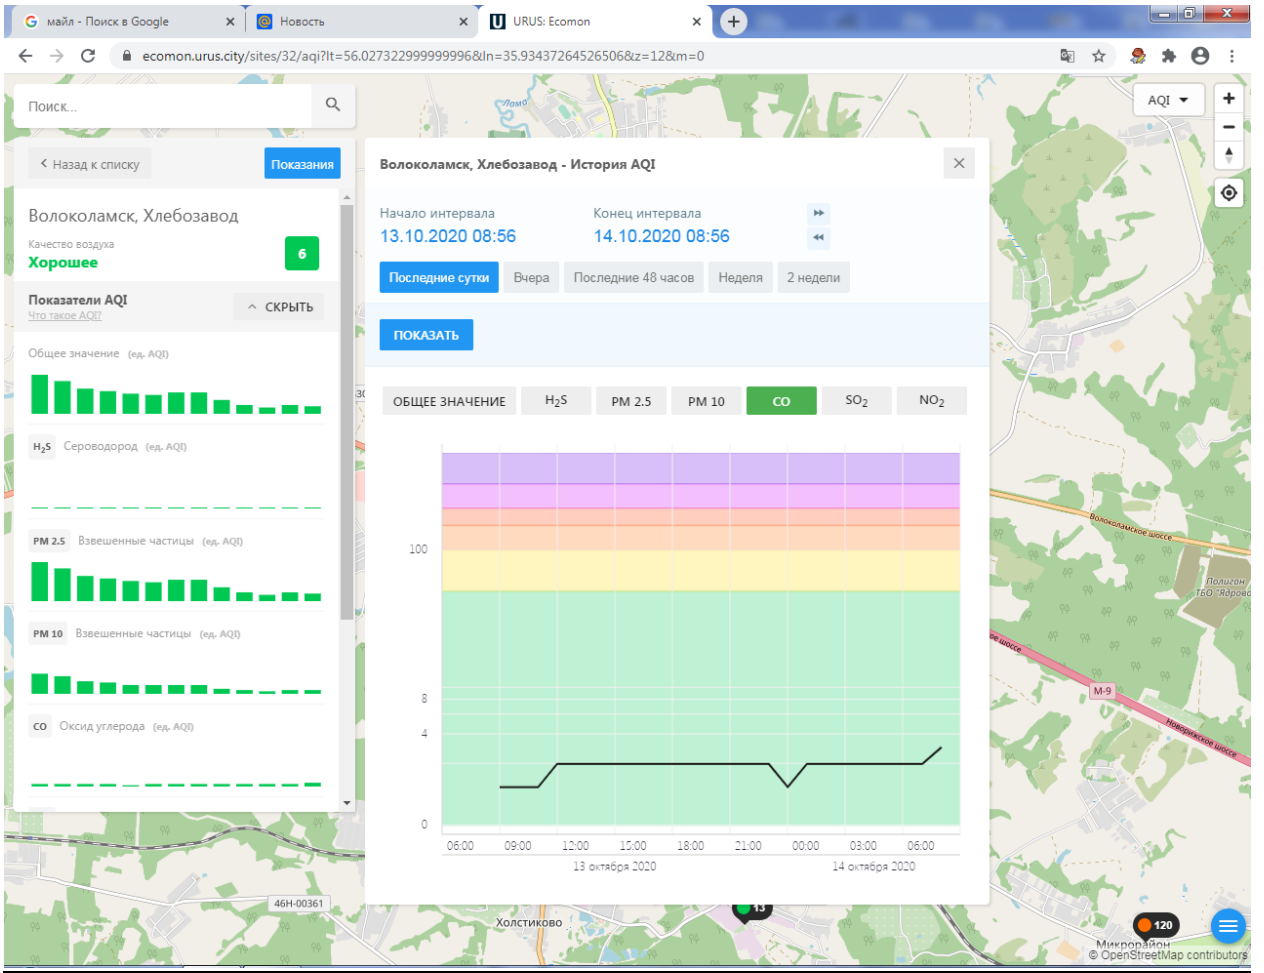 майл - Поиск в Google
Новость
URUS: Ecomon
ecomon.urus.city/sites/32/aqi?lt=56.027322999999996&ln=35.93437264526506&z=12&m=0
Поиск...
AQI
Лама
Назад к списку
Показания
Волоколамск, Хлебозавод - История AQI
Волоколамск, Хлебозавод
Качество воздуха
Хорошее
6
Начало интервала
Конец интервала
13.10.2020 08:56
14.10.2020 08:56
Последние сутки
Вчера
Последние 48 часов
Неделя
2 недели
Показатели AQI
Что такое AQI?
СКРЫТЬ
ПОКАЗАТЬ
Общее значение (ед. AQI)
ОБЩЕЕ ЗНАЧЕНИЕ
H₂S
PM 2.5
PM 10
CO
SO₂
NO₂
H₂S Сероводород (ед. AQI)
PM 2.5 Взвешенные частицы (ед. AQI)
PM 10 Взвешенные частицы (ед. AQI)
CO Оксид углерода (ед. AQI)
100
8
4
0
06:00
09:00
12:00
15:00
18:00
21:00
00:00
03:00
06:00
13 октября 2020
14 октября 2020
Волоколамское шоссе
Полигон
ТБО "Ядрово
ое шоссе
М-9
Новорижское шоссе
46Н-00361
Холстиково
13
120
Микрорайон
© OpenStreetMap contributors